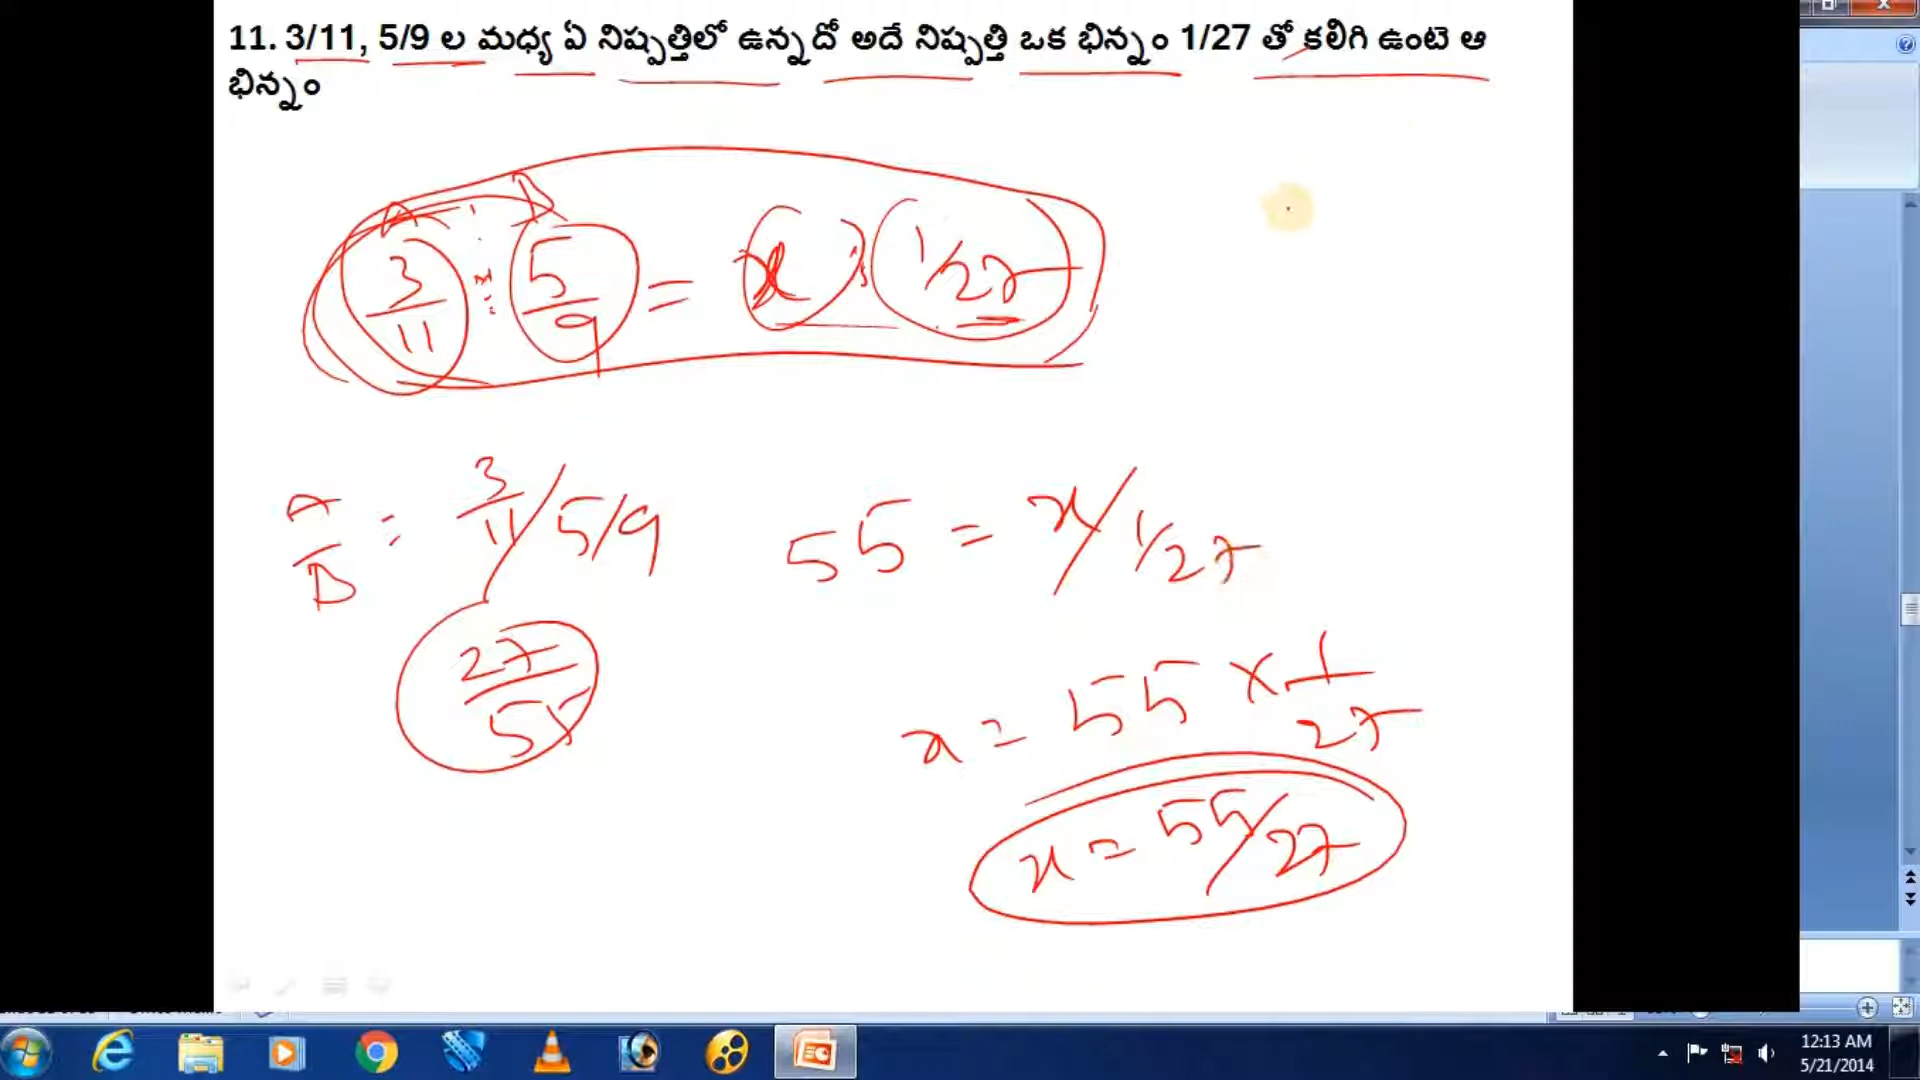 11. 3/11, 5/9 ల మధ్య ఏ నిష్పత్తిలో ఉన్నదో అదే నిష్పత్తి ఒక భిన్నం 1/27 తో కలిగి ఉంటె ఆ
భిన్నం
A : B
3/11 : 5/9 = x : 1/27
A/B = 3/11 / 5/9
55 = x / 1/27
27/55
x = 55 x 1/27
x = 55/27
12:13 AM
5/21/2014